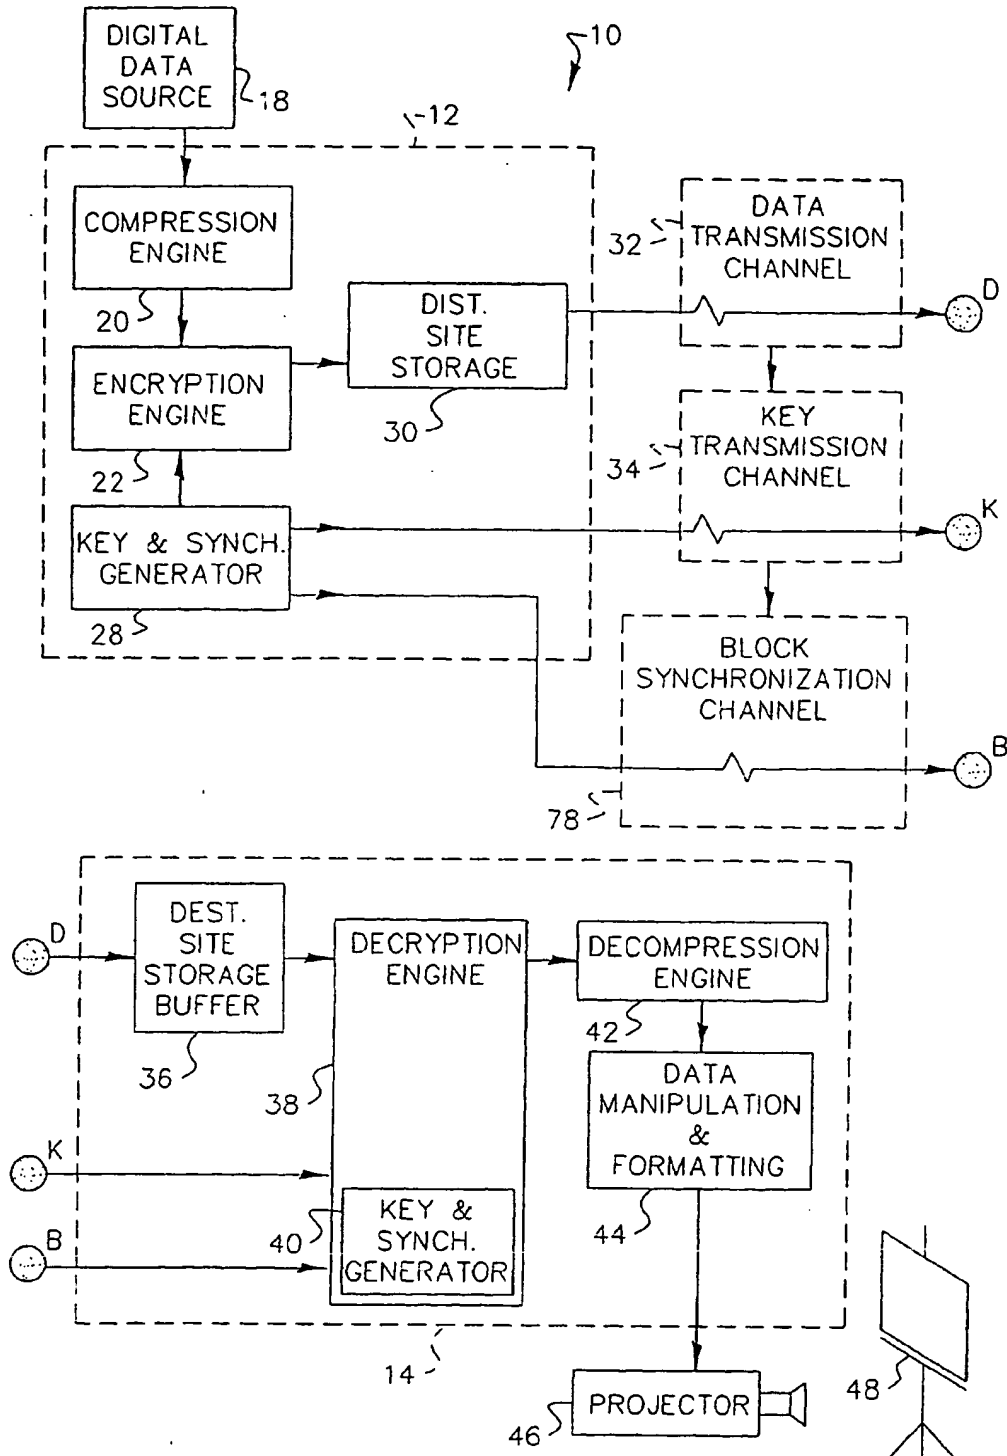 DIGITAL
DATA
SOURCE
18
10
12
COMPRESSION
ENGINE
20
ENCRYPTION
ENGINE
22
KEY & SYNCH.
GENERATOR
28
DIST.
SITE
STORAGE
30
DATA
TRANSMISSION
CHANNEL
32
D
KEY
TRANSMISSION
CHANNEL
34
K
BLOCK
SYNCHRONIZATION
CHANNEL
78
B
D
DEST.
SITE
STORAGE
BUFFER
36
DECRYPTION
ENGINE
38
K
B
KEY &
SYNCH.
GENERATOR
40
DECOMPRESSION
ENGINE
42
DATA
MANIPULATION
&
FORMATTING
44
14
PROJECTOR
46
48